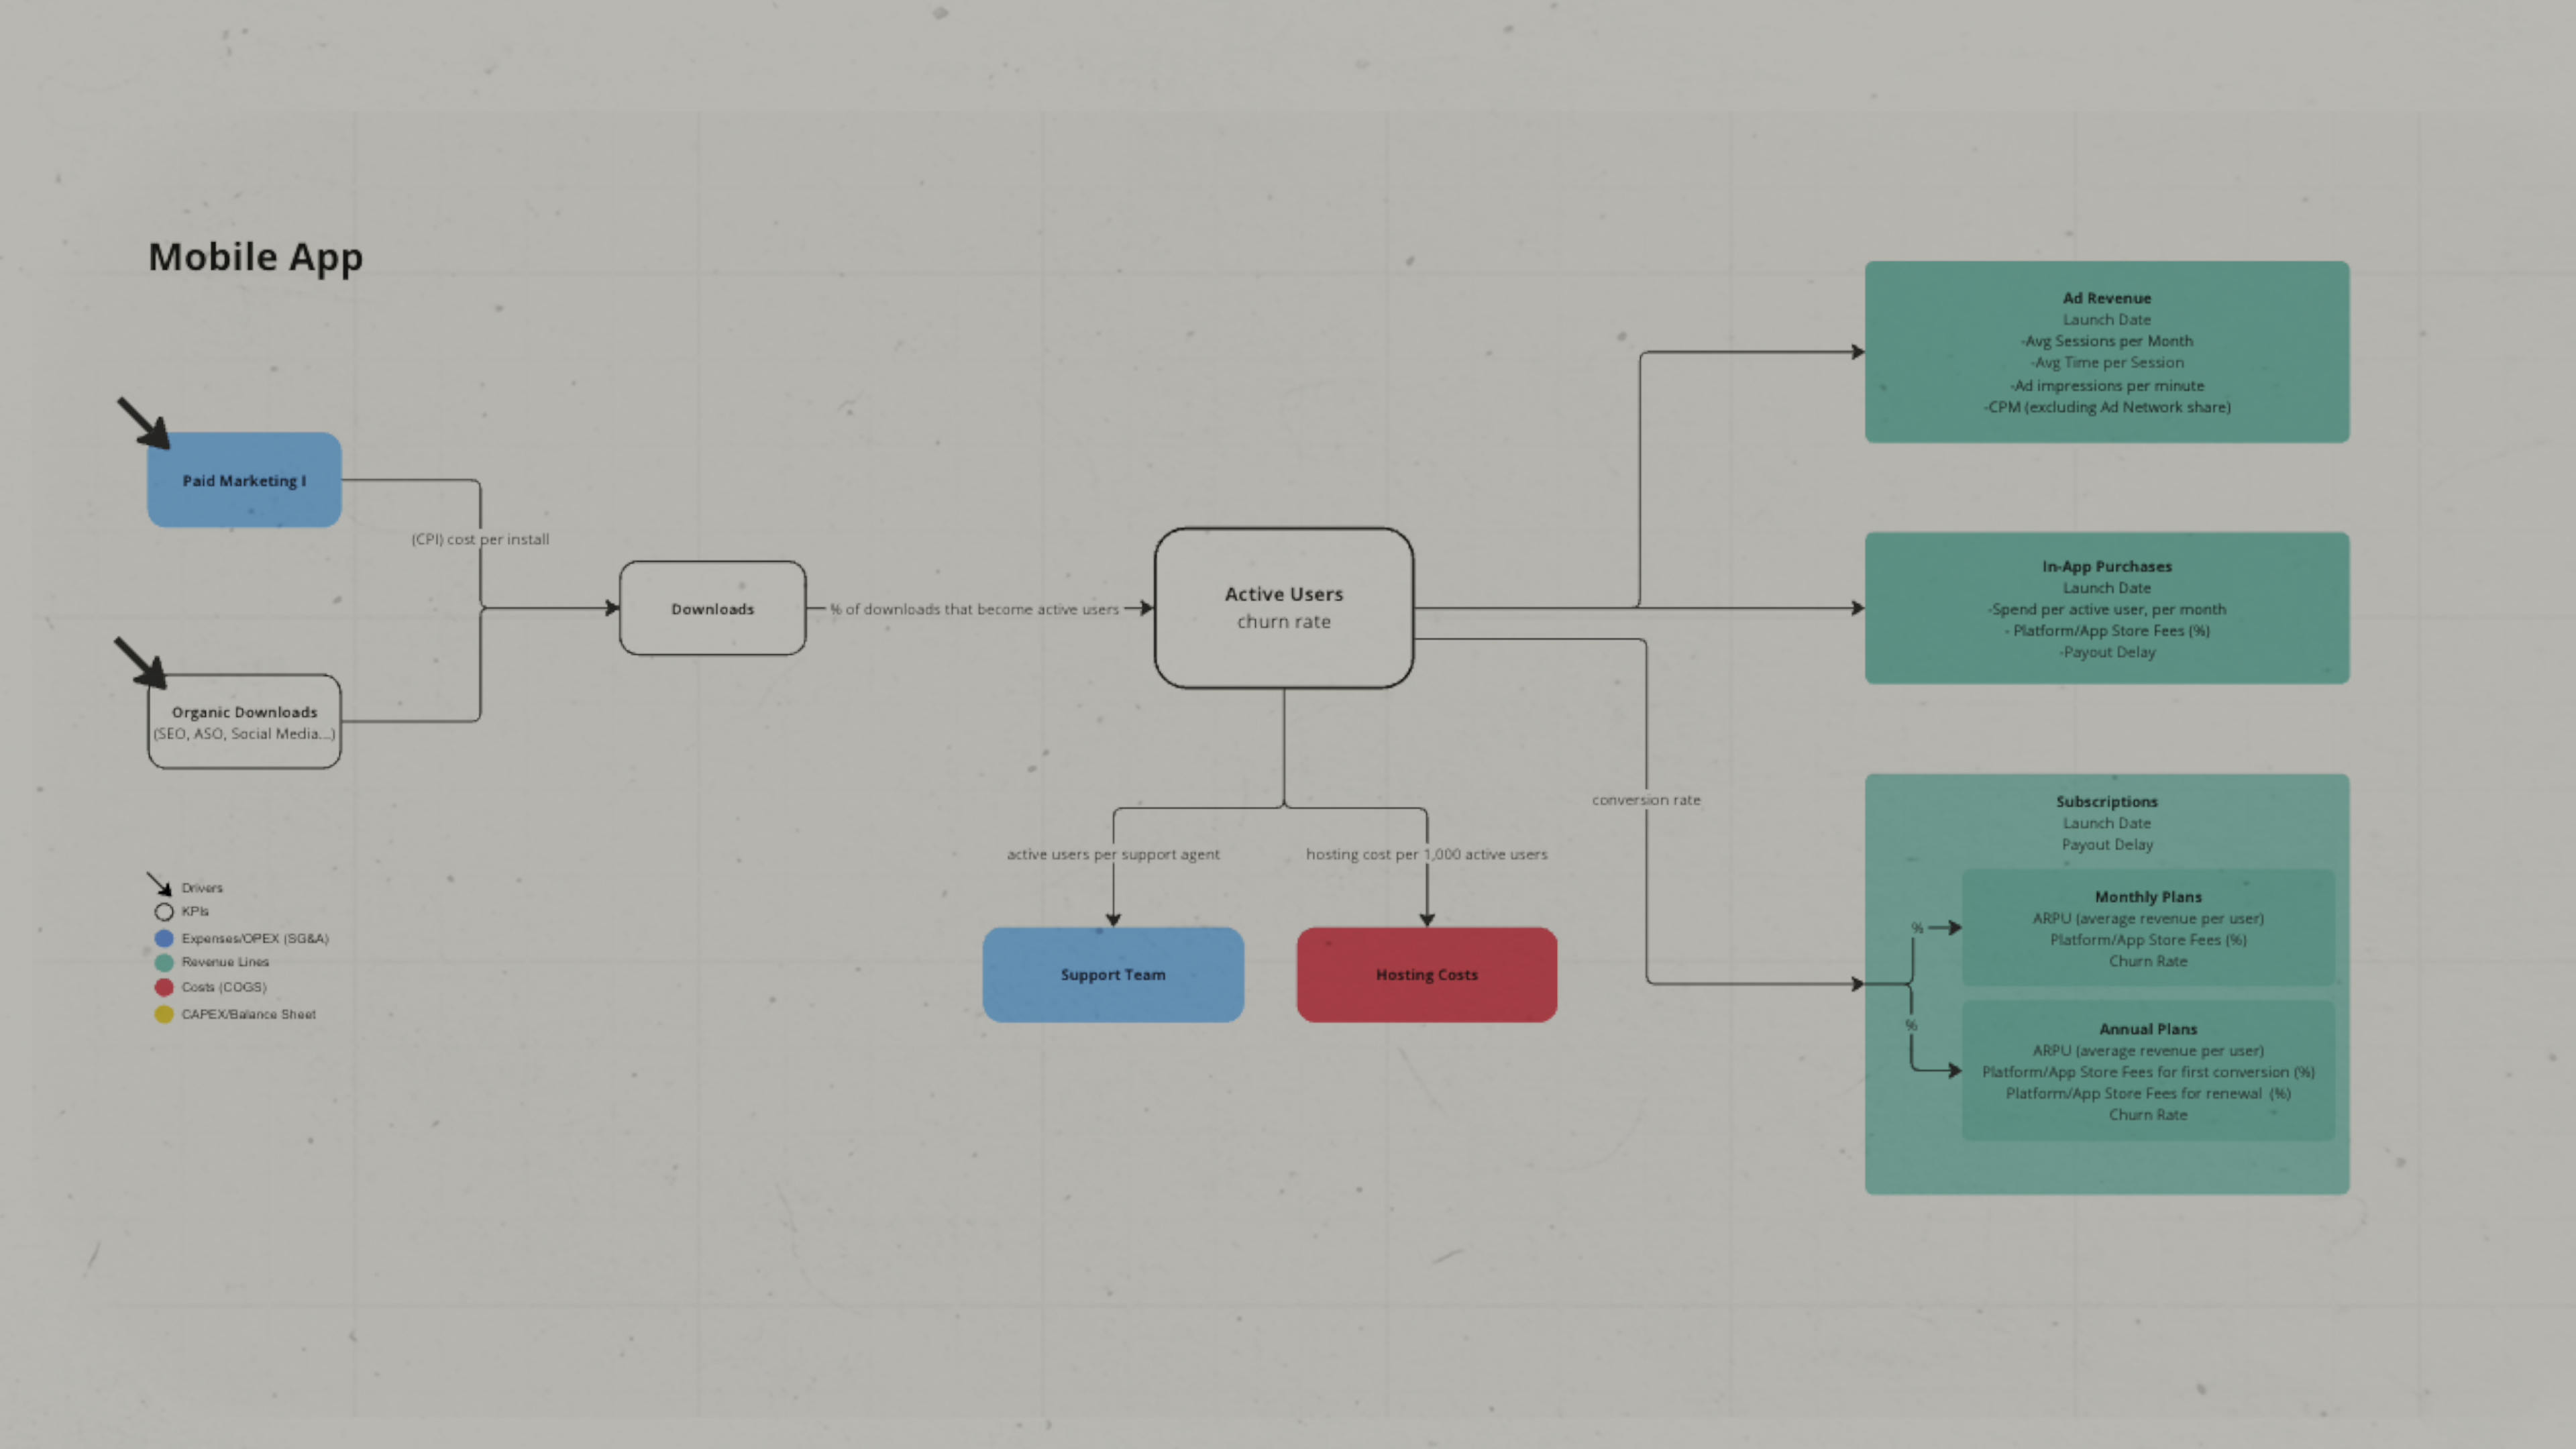 Mobile App
Paid Marketing I
(CPI) cost per install
Organic Downloads
(SEO, ASO, Social Media...)
Downloads
% of downloads that become active users
Active Users
churn rate
active users per support agent
hosting cost per 1,000 active users
Support Team
Hosting Costs
conversion rate
Ad Revenue
Launch Date
-Avg Sessions per Month
-Avg Time per Session
-Ad impressions per minute
-CPM (excluding Ad Network share)
In-App Purchases
Launch Date
-Spend per active user, per month
- Platform/App Store Fees (%)
-Payout Delay
Subscriptions
Launch Date
Payout Delay
%
Monthly Plans
ARPU (average revenue per user)
Platform/App Store Fees (%)
Churn Rate
%
Annual Plans
ARPU (average revenue per user)
Platform/App Store Fees for first conversion (%)
Platform/App Store Fees for renewal (%)
Churn Rate
Drivers
KPIs
Expenses/OPEX (SG&A)
Revenue Lines
Costs (COGS)
CAPEX/Balance Sheet